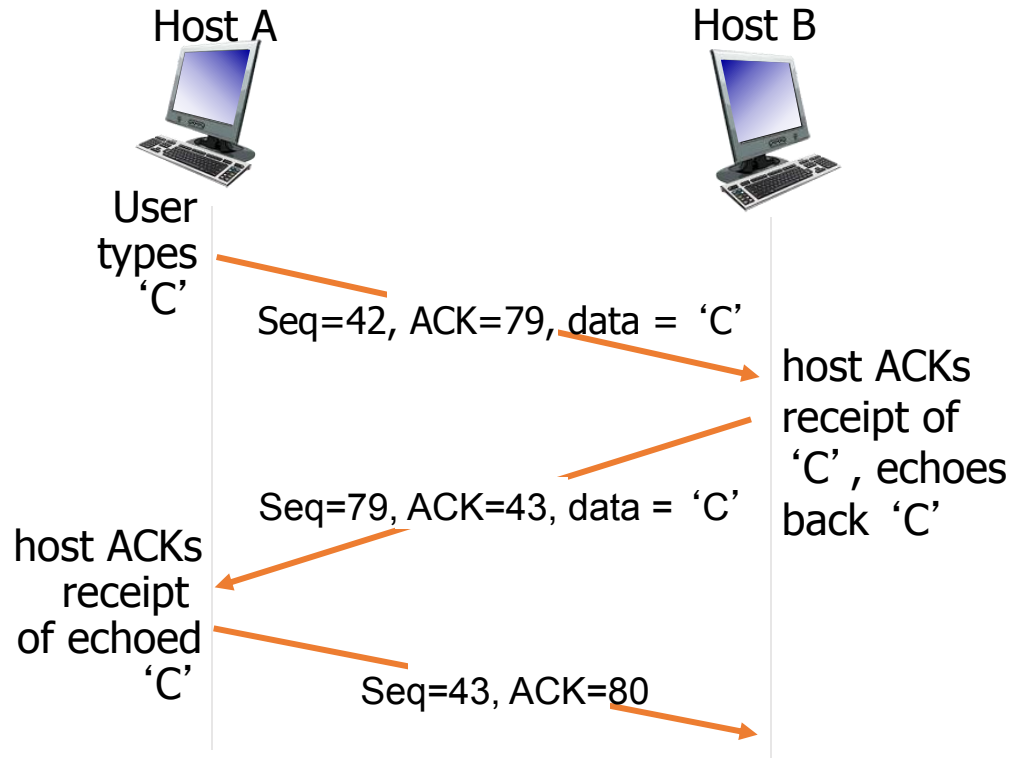 Host A
Host B
User
types
‘C’
Seq=42, ACK=79, data = ‘C’
host ACKs
receipt of
‘C’, echoes
back ‘C’
Seq=79, ACK=43, data = ‘C’
host ACKs
receipt
of echoed
‘C’
Seq=43, ACK=80